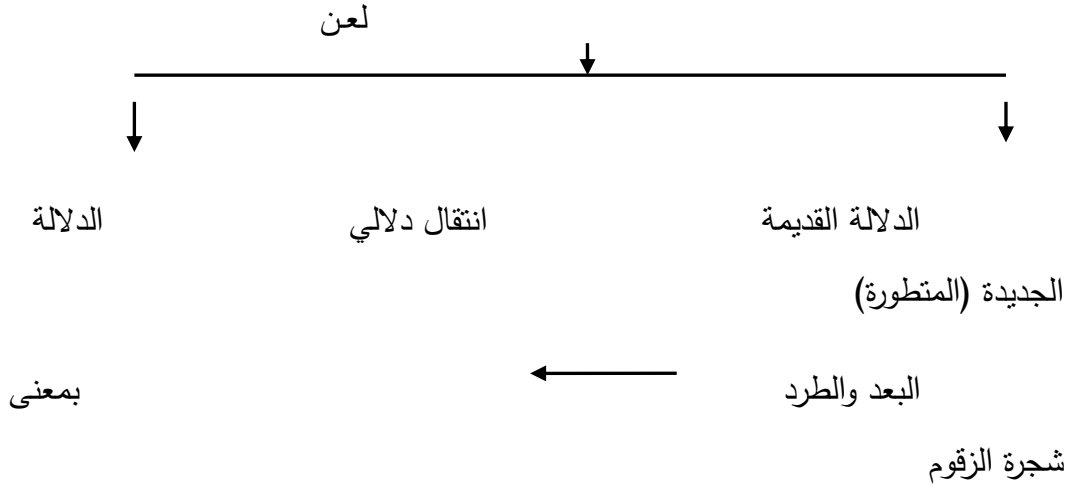 لعن
الدلالة القديمة انتقال دلالي الدلالة
الجديدة (المتطورة)
البعد والطرد بمعنى
شجرة الزقوم